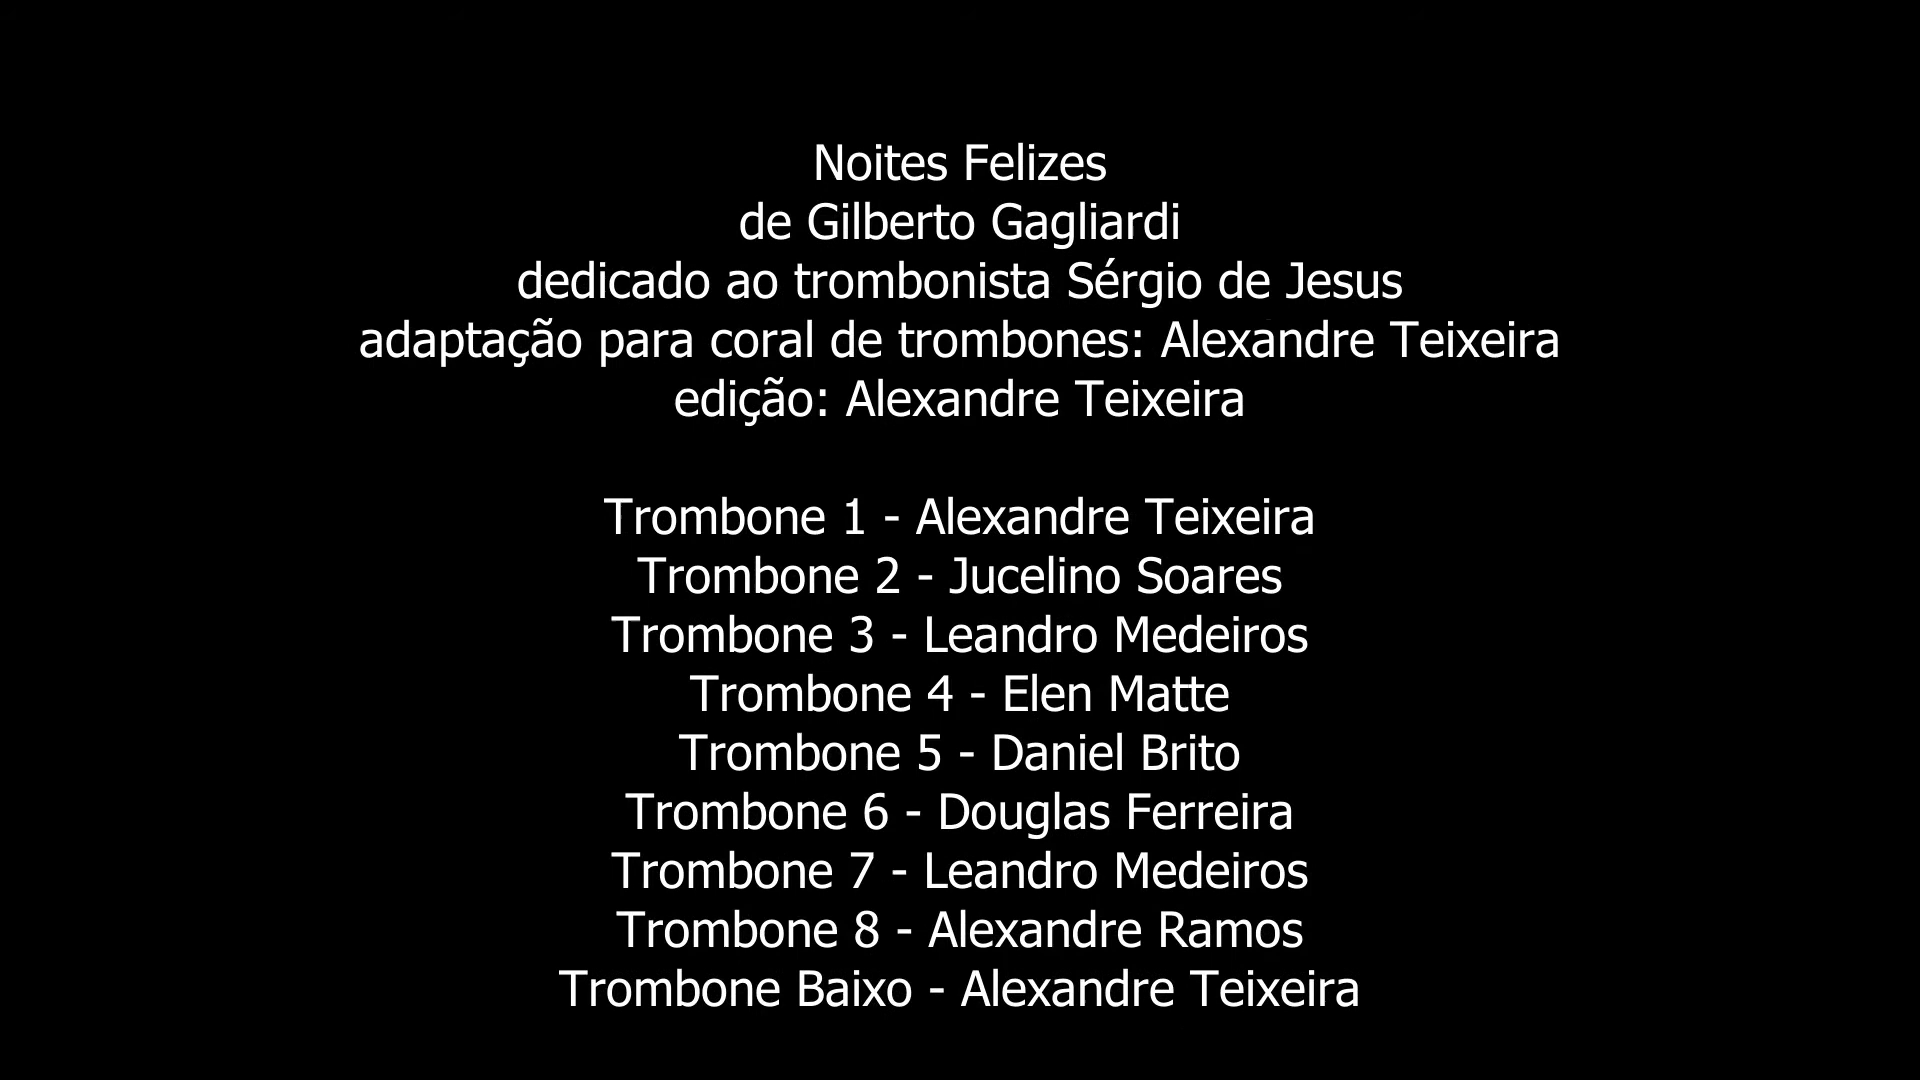 Noites Felizes
de Gilberto Gagliardi
dedicado ao trombonista Sérgio de Jesus
adaptação para coral de trombones: Alexandre Teixeira
edição: Alexandre Teixeira
Trombone 1 - Alexandre Teixeira
Trombone 2 - Jucelino Soares
Trombone 3 - Leandro Medeiros
Trombone 4 - Elen Matte
Trombone 5 - Daniel Brito
Trombone 6 - Douglas Ferreira
Trombone 7 - Leandro Medeiros
Trombone 8 - Alexandre Ramos
Trombone Baixo - Alexandre Teixeira